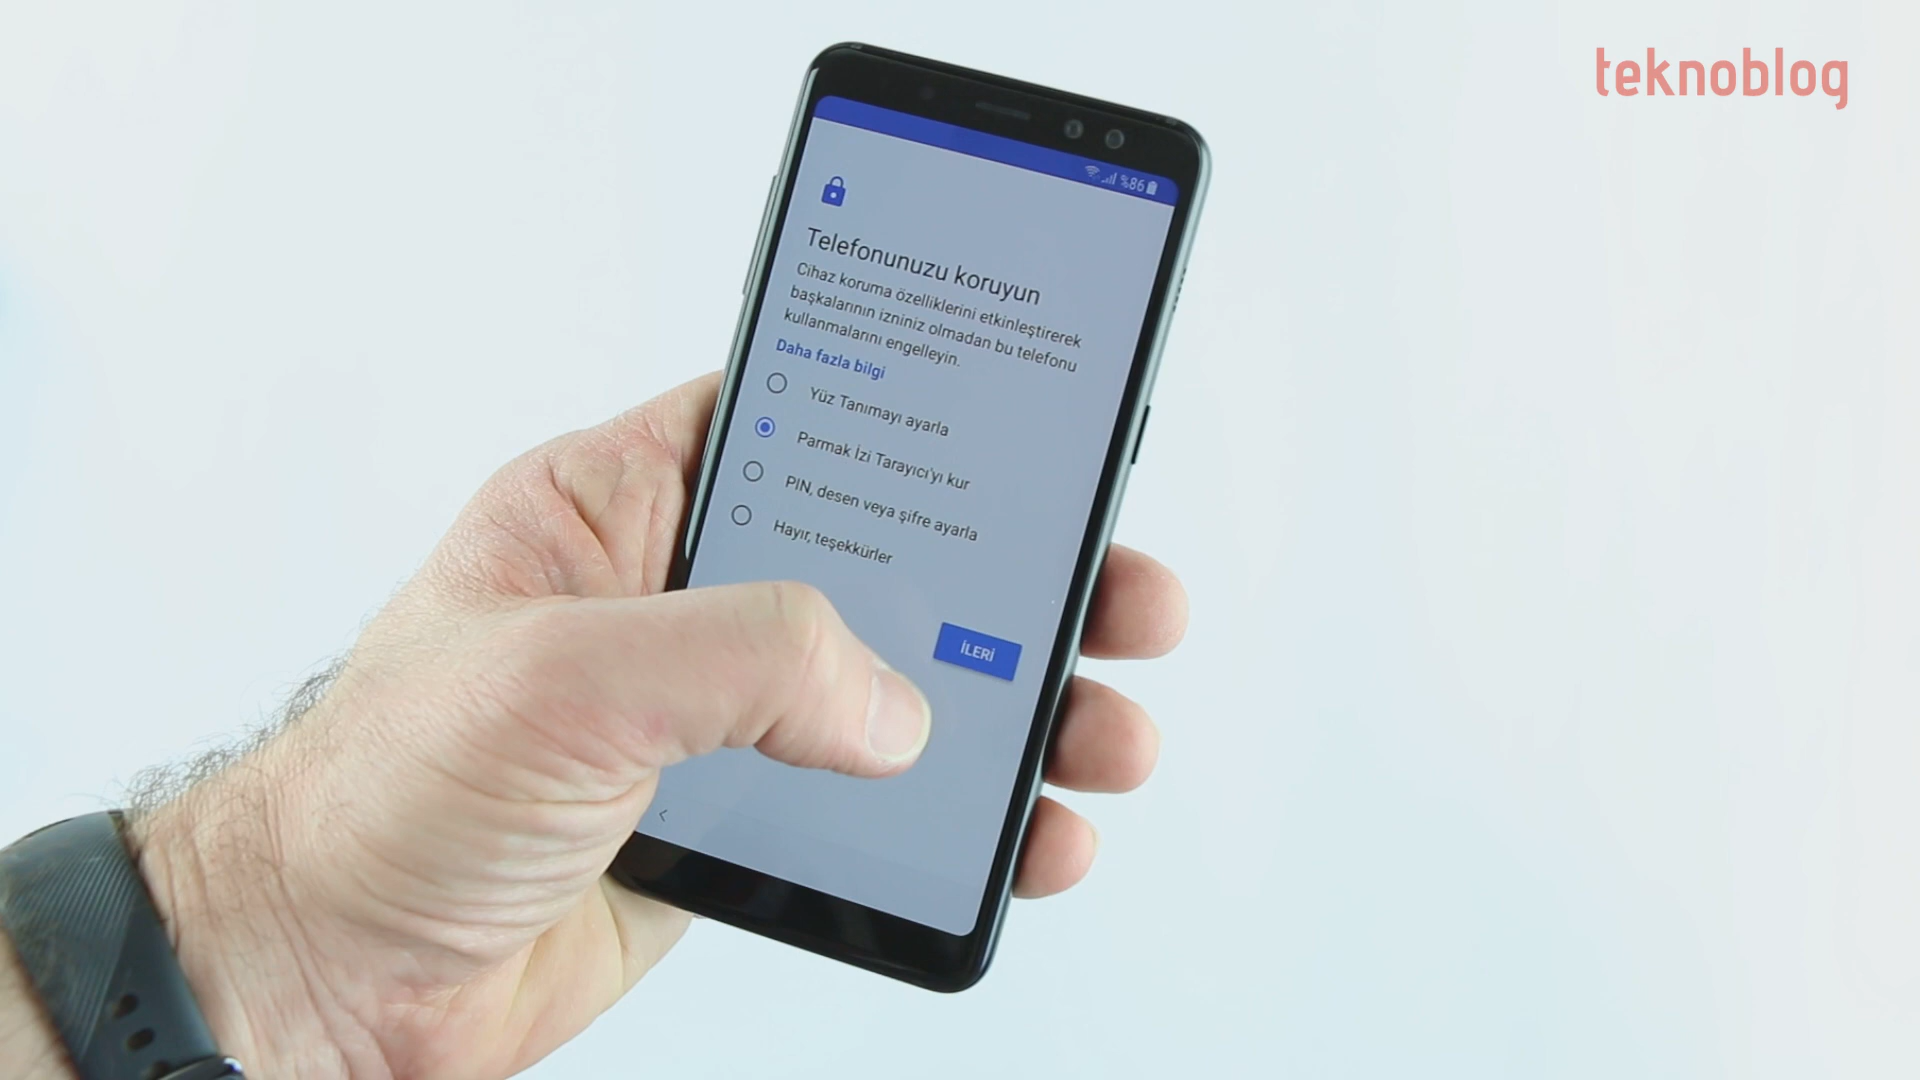 teknoblog
%86
Telefonunuzu koruyun
Cihaz koruma özelliklerini etkinleştirerek
başkalarının izniniz olmadan bu telefonu
kullanmalarını engelleyin.
Daha fazla bilgi
Yüz Tanımayı ayarla
Parmak İzi Tarayıcı'yı kur
PIN, desen veya şifre ayarla
Hayır, teşekkürler
İLERİ